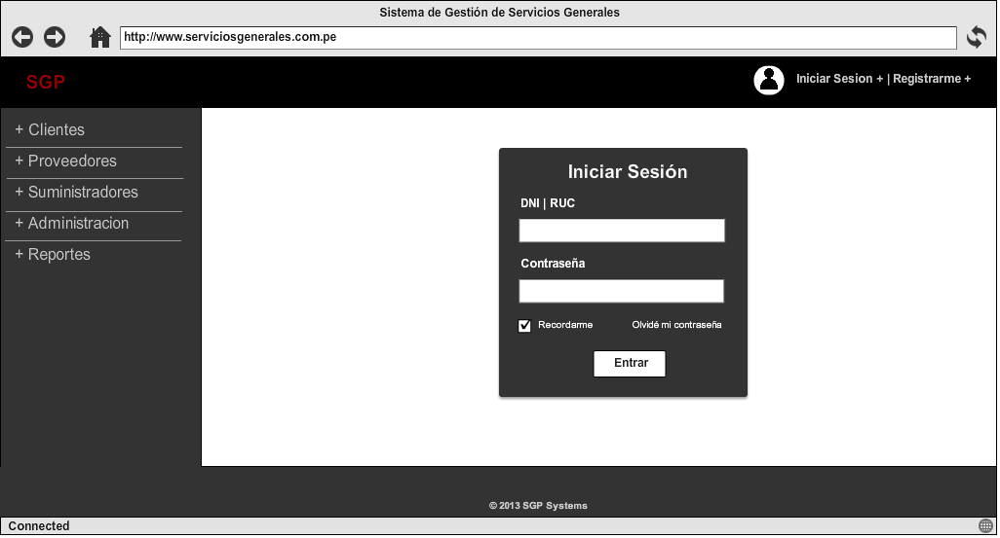 Sistema de Gestión de Servicios Generales
http://www.serviciosgenerales.com.pe
SGP
Iniciar Sesion + | Registrarme +
+ Clientes
+ Proveedores
+ Suministradores
+ Administracion
+ Reportes
Iniciar Sesión
DNI | RUC
Contraseña
Recordarme
Olvidé mi contraseña
Entrar
© 2013 SGP Systems
Connected